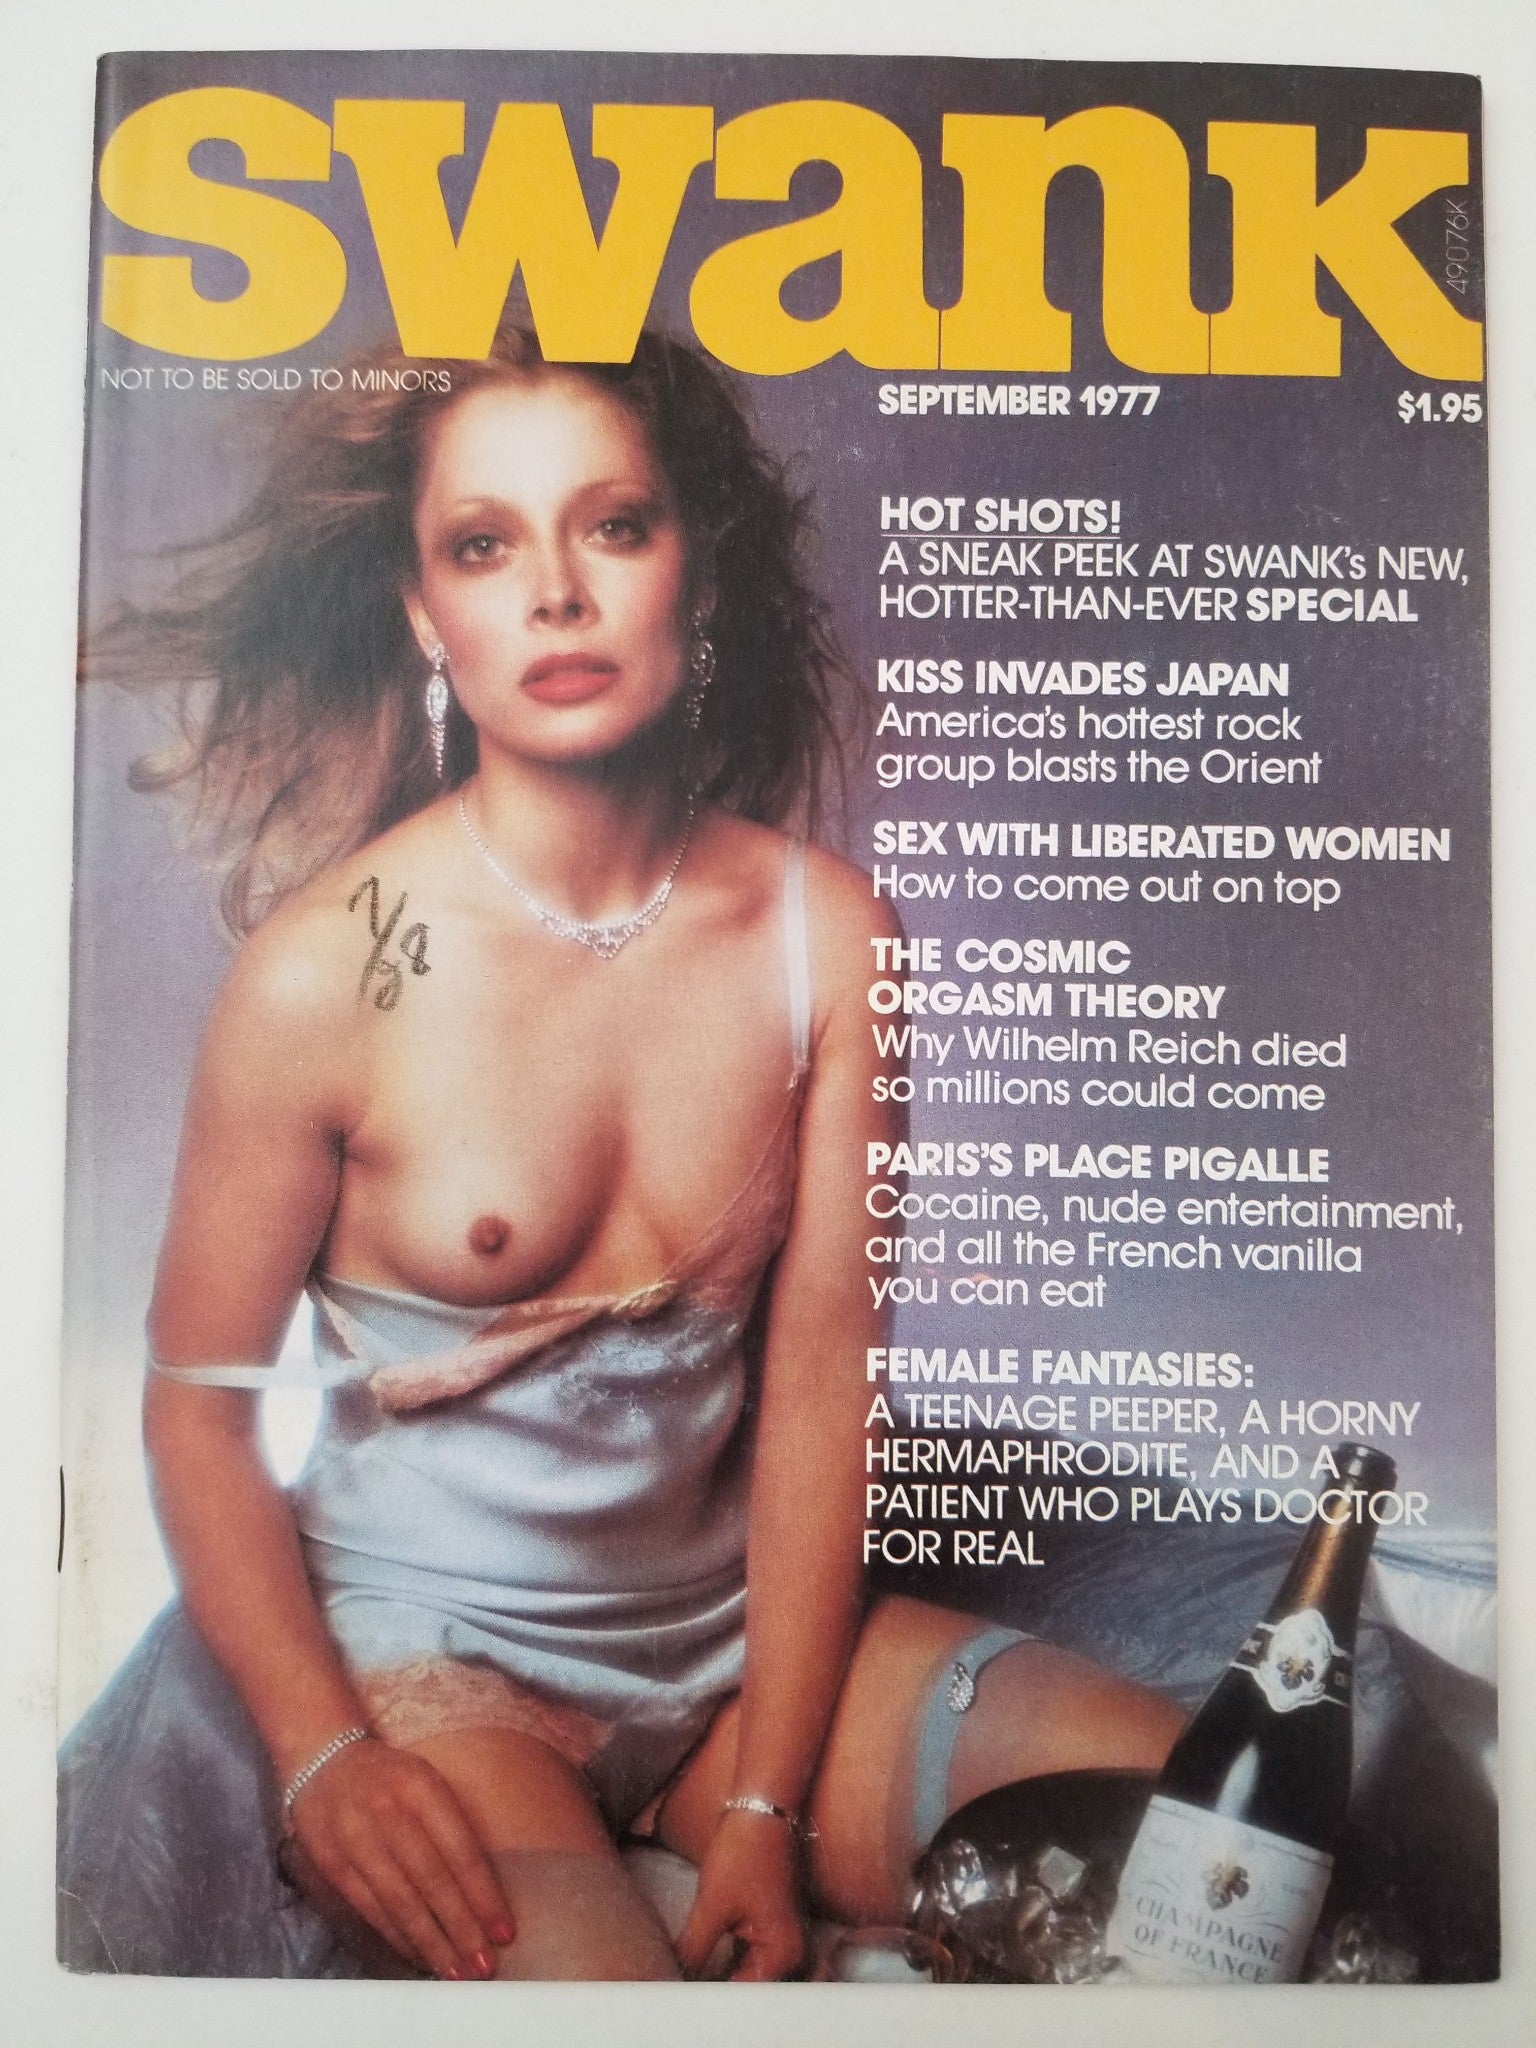 swank
49076K
NOT TO BE SOLD TO MINORS
SEPTEMBER 1977
$1.95
HOT SHOTS!
A SNEAK PEEK AT SWANK's NEW,
HOTTER-THAN-EVER SPECIAL
KISS INVADES JAPAN
America's hottest rock
group blasts the Orient
SEX WITH LIBERATED WOMEN
How to come out on top
THE COSMIC
ORGASM THEORY
Why Wilhelm Reich died
so millions could come
PARIS'S PLACE PIGALLE
Cocaine, nude entertainment,
and all the French vanilla
you can eat
FEMALE FANTASIES:
A TEENAGE PEEPER, A HORNY
HERMAPHRODITE, AND A
PATIENT WHO PLAYS DOCTOR
FOR REAL
CHAMPAGNE
OF FRANCE